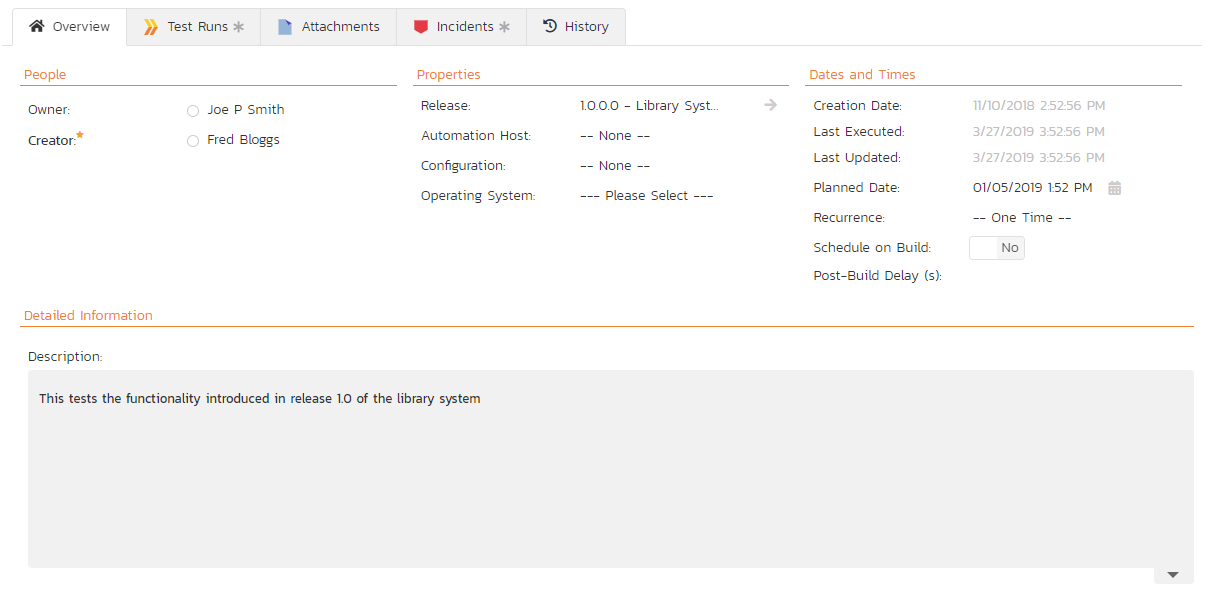 Overview Test Runs * Attachments Incidents * History
People
Owner: Joe P Smith
Creator:* Fred Bloggs
Properties
Release: 1.0.0.0 - Library Syst...
Automation Host: -- None --
Configuration: -- None --
Operating System: --- Please Select ---
Dates and Times
Creation Date: 11/10/2018 2:52:56 PM
Last Executed: 3/27/2019 3:52:56 PM
Last Updated: 3/27/2019 3:52:56 PM
Planned Date: 01/05/2019 1:52 PM
Recurrence: -- One Time --
Schedule on Build: No
Post-Build Delay (s):
Detailed Information
Description:
This tests the functionality introduced in release 1.0 of the library system